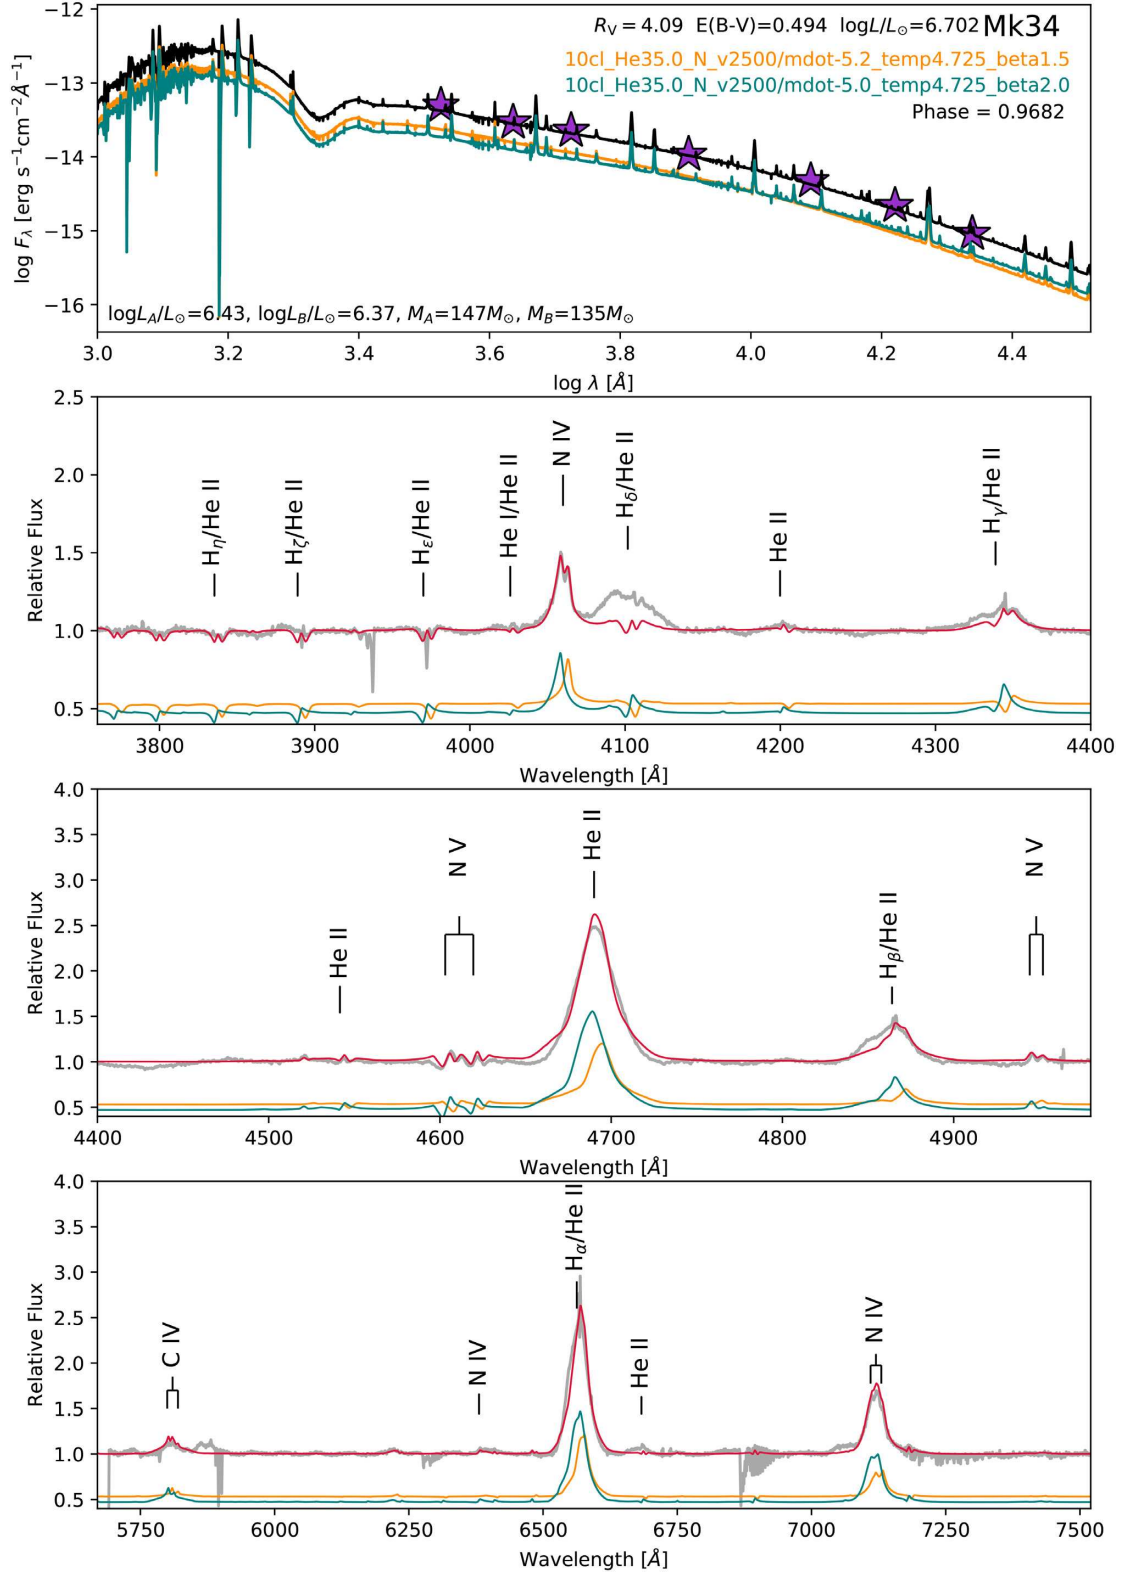 R_V = 4.09 E(B-V)=0.494 logL/L_⊙=6.702 Mk34
10cl_He35.0_N_v2500/mdot-5.2_temp4.725_beta1.5
10cl_He35.0_N_v2500/mdot-5.0_temp4.725_beta2.0
Phase = 0.9682
−12
−13
−14
−15
−16
log F_λ [erg s⁻¹cm⁻²Å⁻¹]
logL_A/L_⊙=6.43, logL_B/L_⊙=6.37, M_A=147M_⊙, M_B=135M_⊙
3.0 3.2 3.4 3.6 3.8 4.0 4.2 4.4
log λ [Å]
2.5
2.0
1.5
1.0
0.5
Relative Flux
H_η/He II
H_ζ/He II
H_ε/He II
He I/He II
N IV
H_δ/He II
He II
H_γ/He II
3800 3900 4000 4100 4200 4300 4400
Wavelength [Å]
4.0
3.5
3.0
2.5
2.0
1.5
1.0
0.5
Relative Flux
He II
N V
He II
H_β/He II
N V
4400 4500 4600 4700 4800 4900
Wavelength [Å]
4.0
3.5
3.0
2.5
2.0
1.5
1.0
0.5
Relative Flux
C IV
N IV
H_α/He II
He II
N IV
5750 6000 6250 6500 6750 7000 7250 7500
Wavelength [Å]